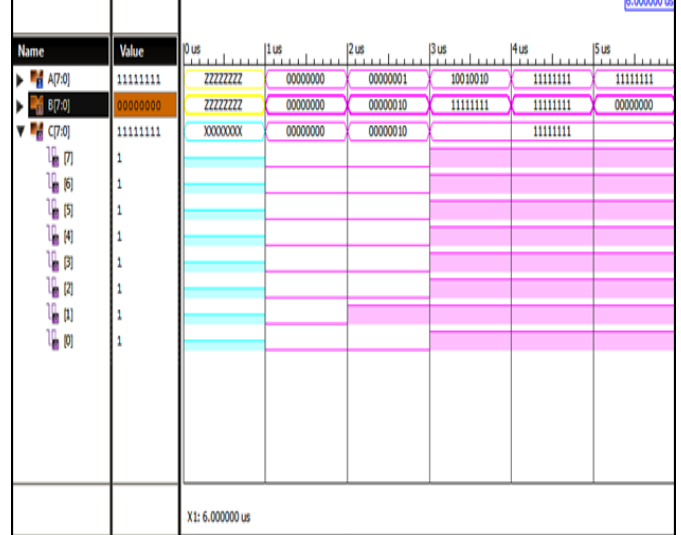 6.000000 us
Name Value 0 us 1 us 2 us 3 us 4 us 5 us
A[7:0] 11111111 ZZZZZZZZ 00000000 00000001 10010010 11111111 11111111
B[7:0] 00000000 ZZZZZZZZ 00000000 00000010 11111111 11111111 00000000
C[7:0] 11111111 XXXXXXXX 00000000 00000010 11111111
[7] 1
[6] 1
[5] 1
[4] 1
[3] 1
[2] 1
[1] 1
[0] 1
X1: 6.000000 us